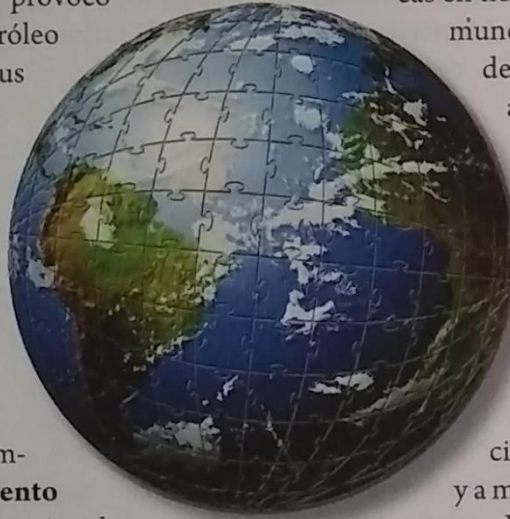 provocó
róleo
us
m-
ento
mund
de
ci
y a m